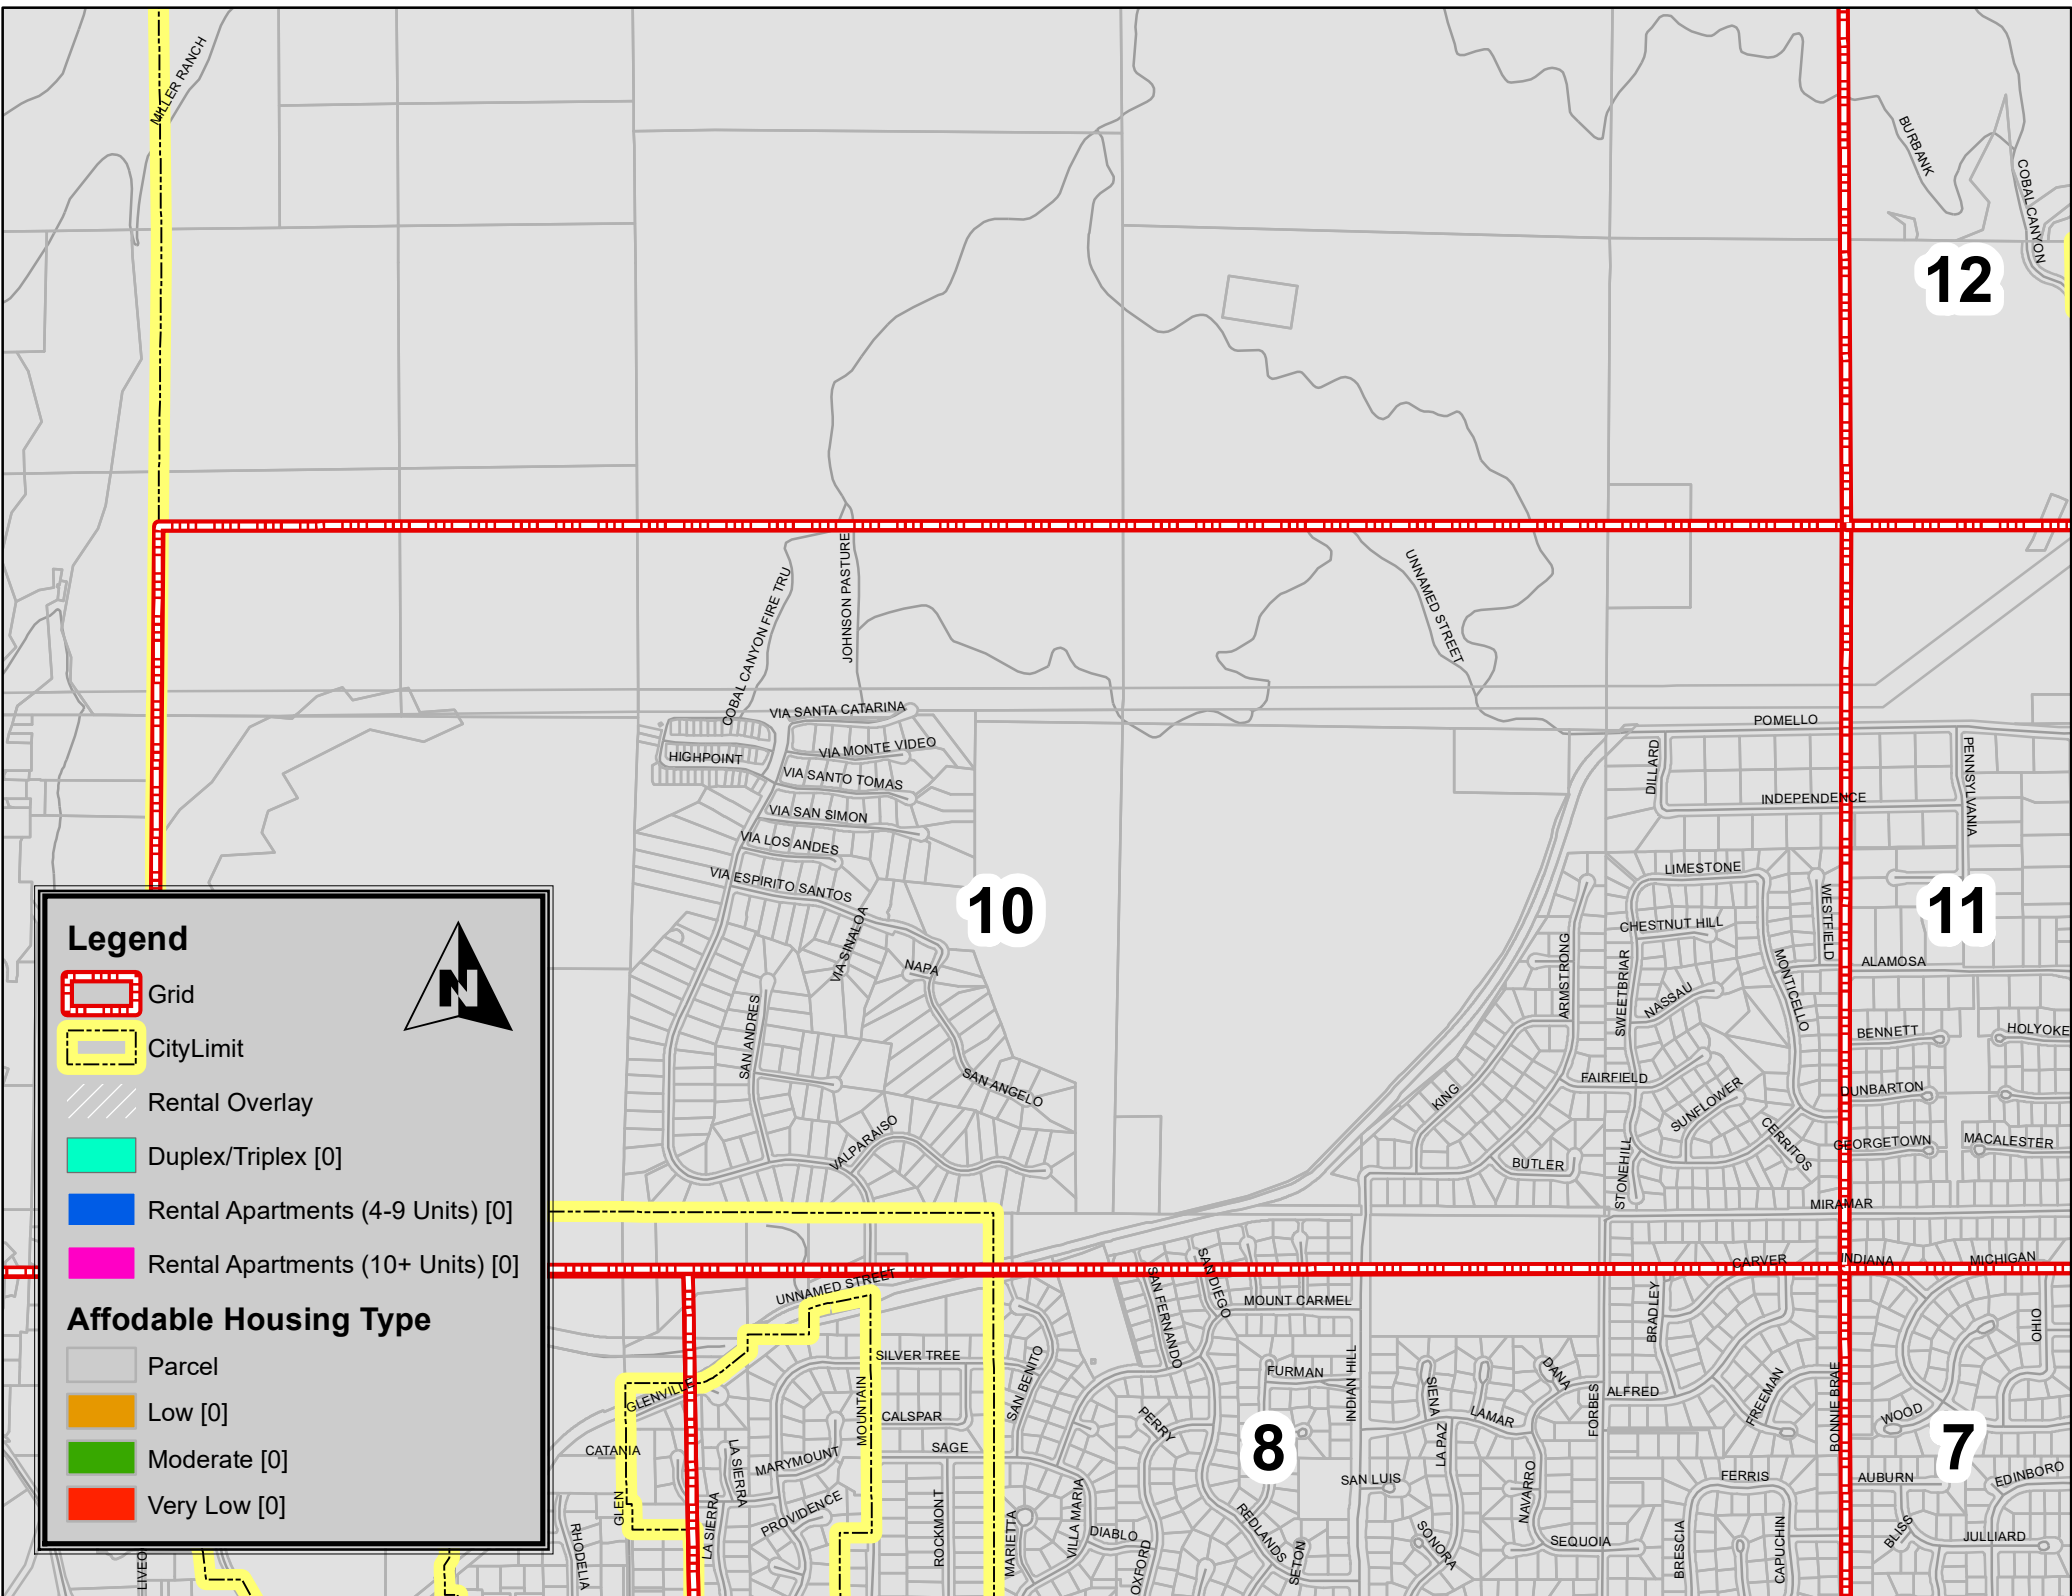 MILLER RANCH
BURBANK
COBAL CANYON
12
COBAL CANYON FIRE TRU
JOHNSON PASTURE
UNNAMED STREET
VIA SANTA CATARINA
POMELLO
HIGHPOINT
VIA MONTE VIDEO
DILLARD
PENNSYLVANIA
VIA SANTO TOMAS
INDEPENDENCE
VIA SAN SIMON
VIA LOS ANDES
LIMESTONE
VIA ESPIRITO SANTOS
10
WESTFIELD
11
CHESTNUT HILL
VIA SINALOA
NAPA
ARMSTRONG
SWEETBRIAR
MONTICELLO
ALAMOSA
NASSAU
SAN ANDRES
BENNETT
HOLYOKE
SAN ANGELO
KING
FAIRFIELD
SUNFLOWER
DUNBARTON
VALPARAISO
CERRITOS
GEORGETOWN
MACALESTER
BUTLER
STONEHILL
MIRAMAR
Legend
N
Grid
CityLimit
Rental Overlay
Duplex/Triplex [0]
Rental Apartments (4-9 Units) [0]
Rental Apartments (10+ Units) [0]
Affodable Housing Type
Parcel
Low [0]
Moderate [0]
Very Low [0]
CARVER
INDIANA
MICHIGAN
UNNAMED STREET
SAN FERNANDO
SAN DIEGO
MOUNT CARMEL
BRADLEY
OHIO
SILVER TREE
SAN BENITO
FURMAN
INDIAN HILL
DANA
GLENVILLE
MOUNTAIN
CALSPAR
PERRY
SIENA
LAMAR
FORBES
ALFRED
FREEMAN
BONNIE BRAE
WOOD
CATANIA
LA SIERRA
MARYMOUNT
SAGE
8
LA PAZ
7
SAN LUIS
FERRIS
AUBURN
EDINBORO
GLEN
LA SIERRA
PROVIDENCE
ROCKMONT
MARIETTA
VILLA MARIA
DIABLO
REDLANDS
NAVARRO
SONORA
SEQUOIA
BRESCIA
CAPUCHIN
BLISS
JULLIARD
LIVEO
RHODELIA
OXFORD
SETON